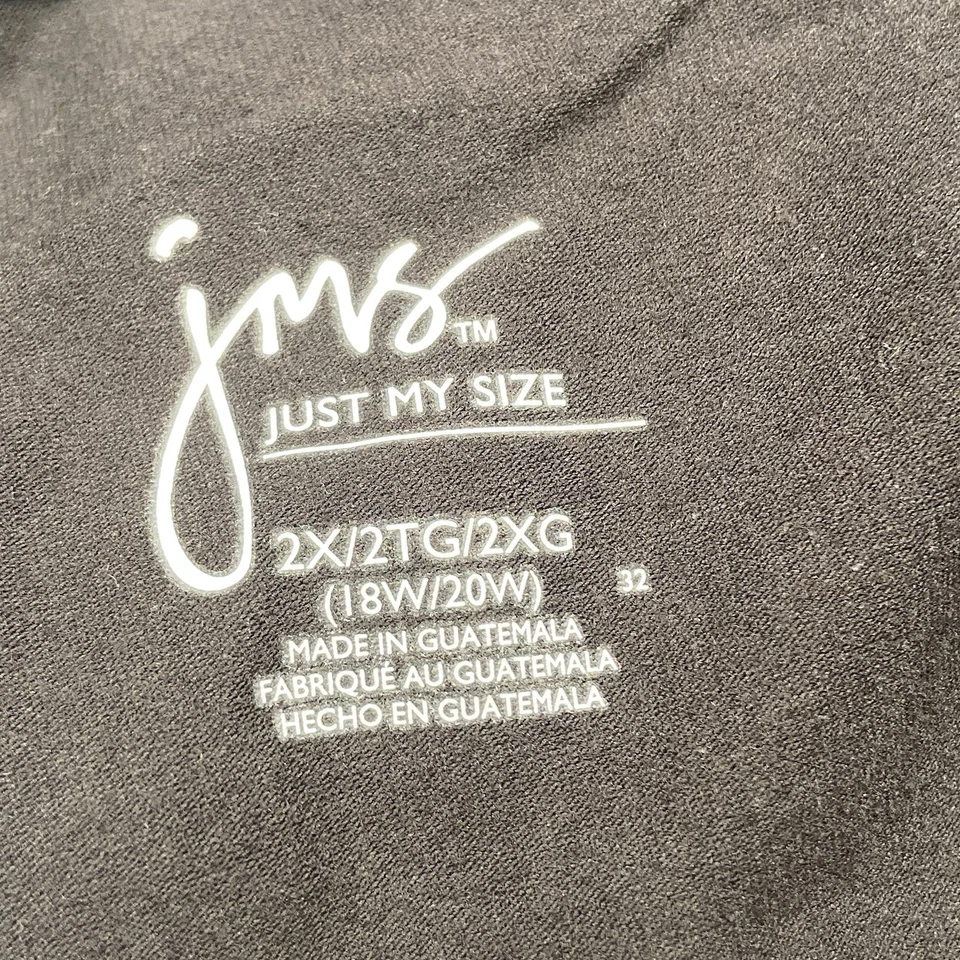 jms™
JUST MY SIZE
2X/2TG/2XG
(18W/20W)
32
MADE IN GUATEMALA
FABRIQUÉ AU GUATEMALA
HECHO EN GUATEMALA